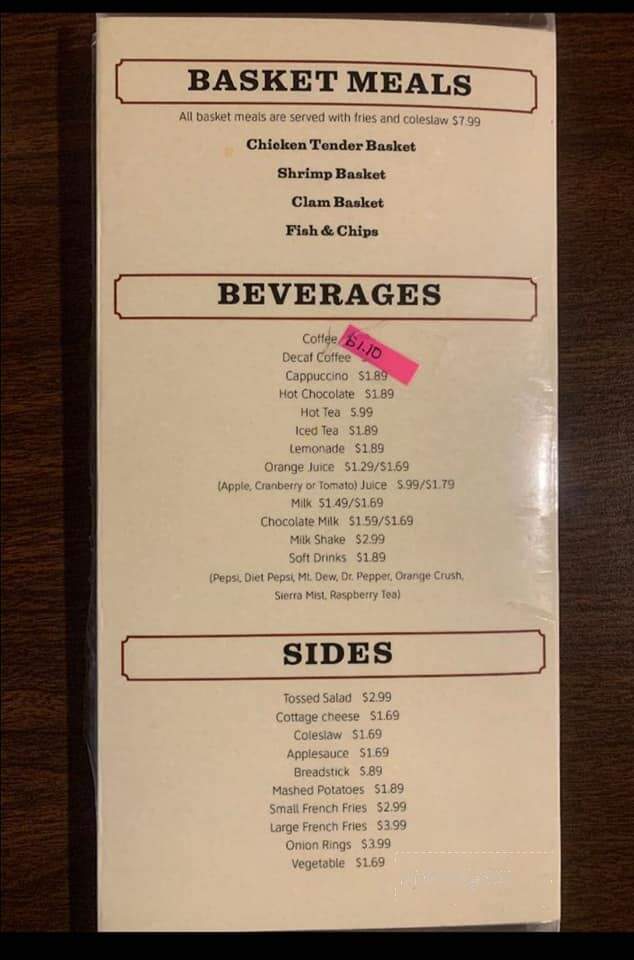 BASKET MEALS
All basket meals are served with fries and coleslaw $7.99
Chicken Tender Basket
Shrimp Basket
Clam Basket
Fish & Chips
BEVERAGES
Coffee $1.10
Decaf Coffee
Cappuccino $1.89
Hot Chocolate $1.89
Hot Tea $.99
Iced Tea $1.89
Lemonade $1.89
Orange Juice $1.29/$1.69
(Apple, Cranberry or Tomato) Juice $.99/$1.79
Milk $1.49/$1.69
Chocolate Milk $1.59/$1.69
Milk Shake $2.99
Soft Drinks $1.89
(Pepsi, Diet Pepsi, Mt. Dew, Dr. Pepper, Orange Crush,
Sierra Mist, Raspberry Tea)
SIDES
Tossed Salad $2.99
Cottage cheese $1.69
Coleslaw $1.69
Applesauce $1.69
Breadstick $.89
Mashed Potatoes $1.89
Small French Fries $2.99
Large French Fries $3.99
Onion Rings $3.99
Vegetable $1.69